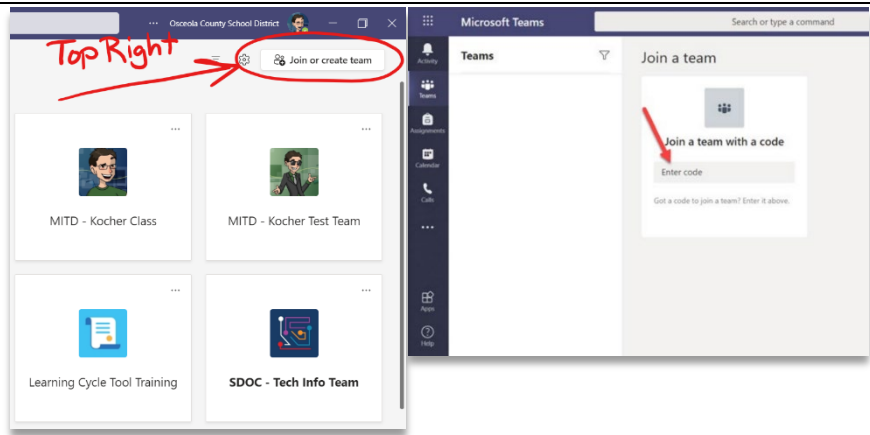 ··· Osceola County School District
Top Right
Join or create team
MITD - Kocher Class
MITD - Kocher Test Team
Learning Cycle Tool Training
SDOC - Tech Info Team
Microsoft Teams
Search or type a command
Activity
Teams
Assignments
Calendar
Calls
Apps
Help
Teams
Join a team
Join a team with a code
Enter code
Got a code to join a team? Enter it above.